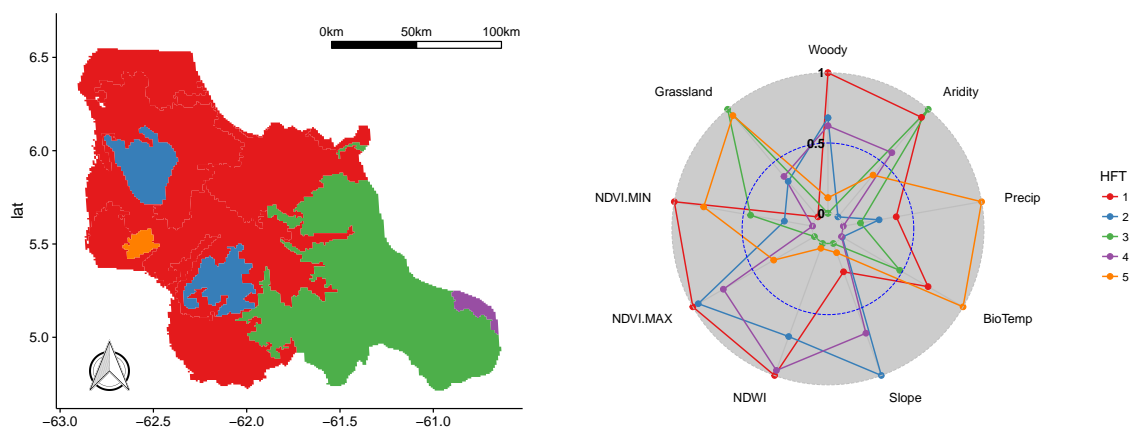 0km 50km 100km
lat
6.5
6.0
5.5
5.0
−63.0 −62.5 −62.0 −61.5 −61.0
Woody
Aridity
Precip
BioTemp
Slope
NDWI
NDVI.MAX
NDVI.MIN
Grassland
1
0.5
0
HFT
1
2
3
4
5